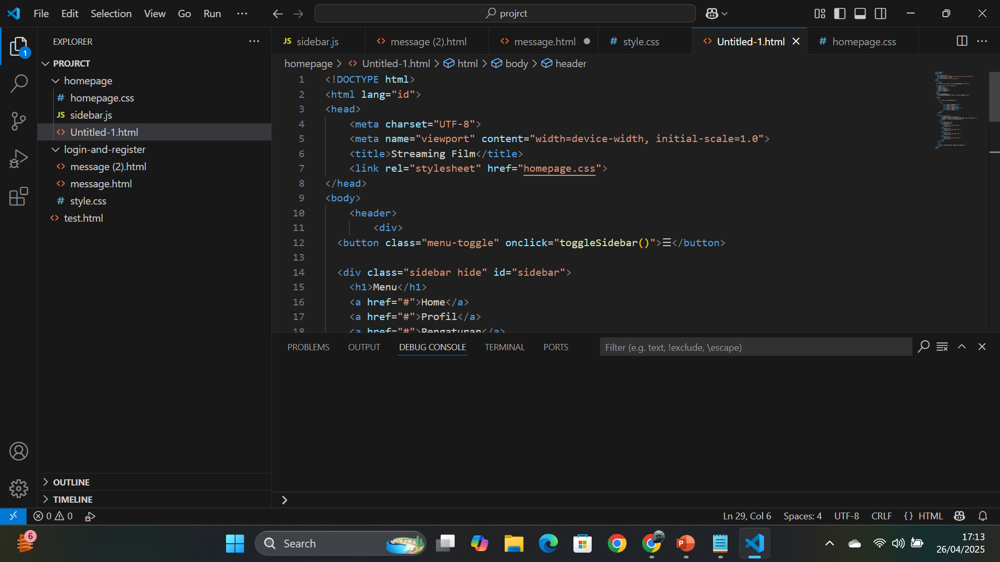 File Edit Selection View Go Run ··· projrct
EXPLORER ···
PROJRCT
homepage
# homepage.css
JS sidebar.js
<> Untitled-1.html
login-and-register
<> message (2).html
<> message.html
# style.css
<> test.html
OUTLINE
TIMELINE
1
JS sidebar.js <> message (2).html <> message.html ● # style.css <> Untitled-1.html × # homepage.css ···
homepage > <> Untitled-1.html > html > body > header
1 <!DOCTYPE html>
2 <html lang="id">
3 <head>
4 <meta charset="UTF-8">
5 <meta name="viewport" content="width=device-width, initial-scale=1.0">
6 <title>Streaming Film</title>
7 <link rel="stylesheet" href="homepage.css">
8 </head>
9 <body>
10 <header>
11 <div>
12 <button class="menu-toggle" onclick="toggleSidebar()">☰</button>
13
14 <div class="sidebar hide" id="sidebar">
15 <h1>Menu</h1>
16 <a href="#">Home</a>
17 <a href="#">Profil</a>
18 <a href="#">Pengaturan</a>
PROBLEMS OUTPUT DEBUG CONSOLE TERMINAL PORTS Filter (e.g. text, !exclude, \escape)
>
0 0 Ln 29, Col 6 Spaces: 4 UTF-8 CRLF {} HTML
6 Search P 17:13
26/04/2025